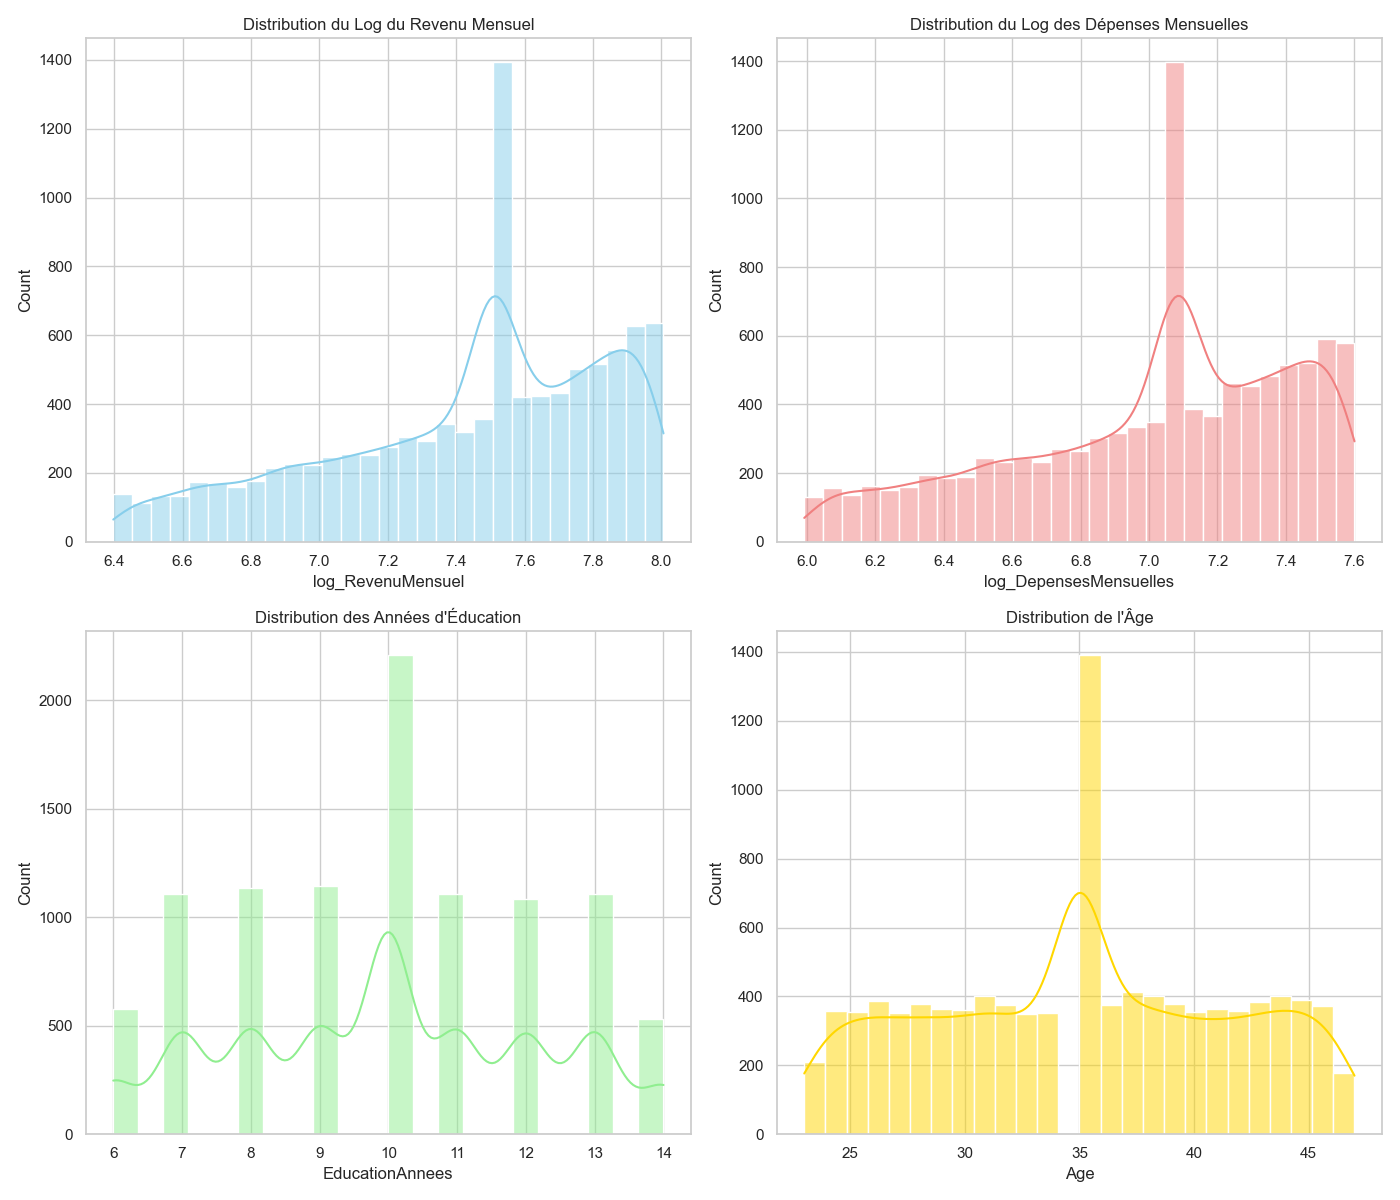 Distribution du Log du Revenu Mensuel
Count
1400
1200
1000
800
600
400
200
0
6.4 6.6 6.8 7.0 7.2 7.4 7.6 7.8 8.0
log_RevenuMensuel
Distribution du Log des Dépenses Mensuelles
Count
1400
1200
1000
800
600
400
200
0
6.0 6.2 6.4 6.6 6.8 7.0 7.2 7.4 7.6
log_DepensesMensuelles
Distribution des Années d'Éducation
Count
2000
1500
1000
500
0
6 7 8 9 10 11 12 13 14
EducationAnnees
Distribution de l'Âge
Count
1400
1200
1000
800
600
400
200
0
25 30 35 40 45
Age